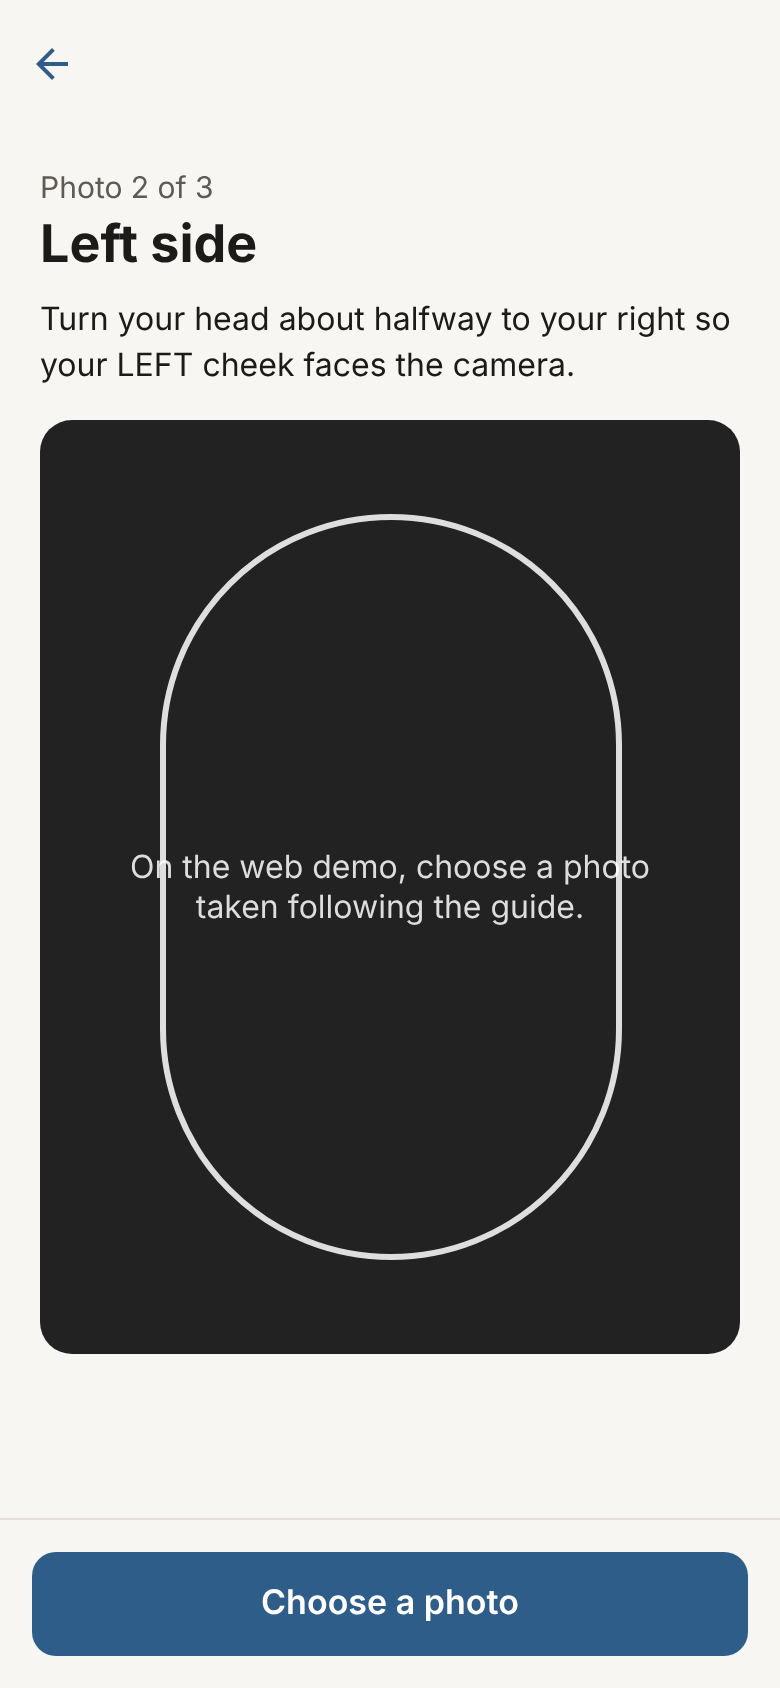 Photo 2 of 3
Left side
Turn your head about halfway to your right so
your LEFT cheek faces the camera.
On the web demo, choose a photo
taken following the guide.
Choose a photo